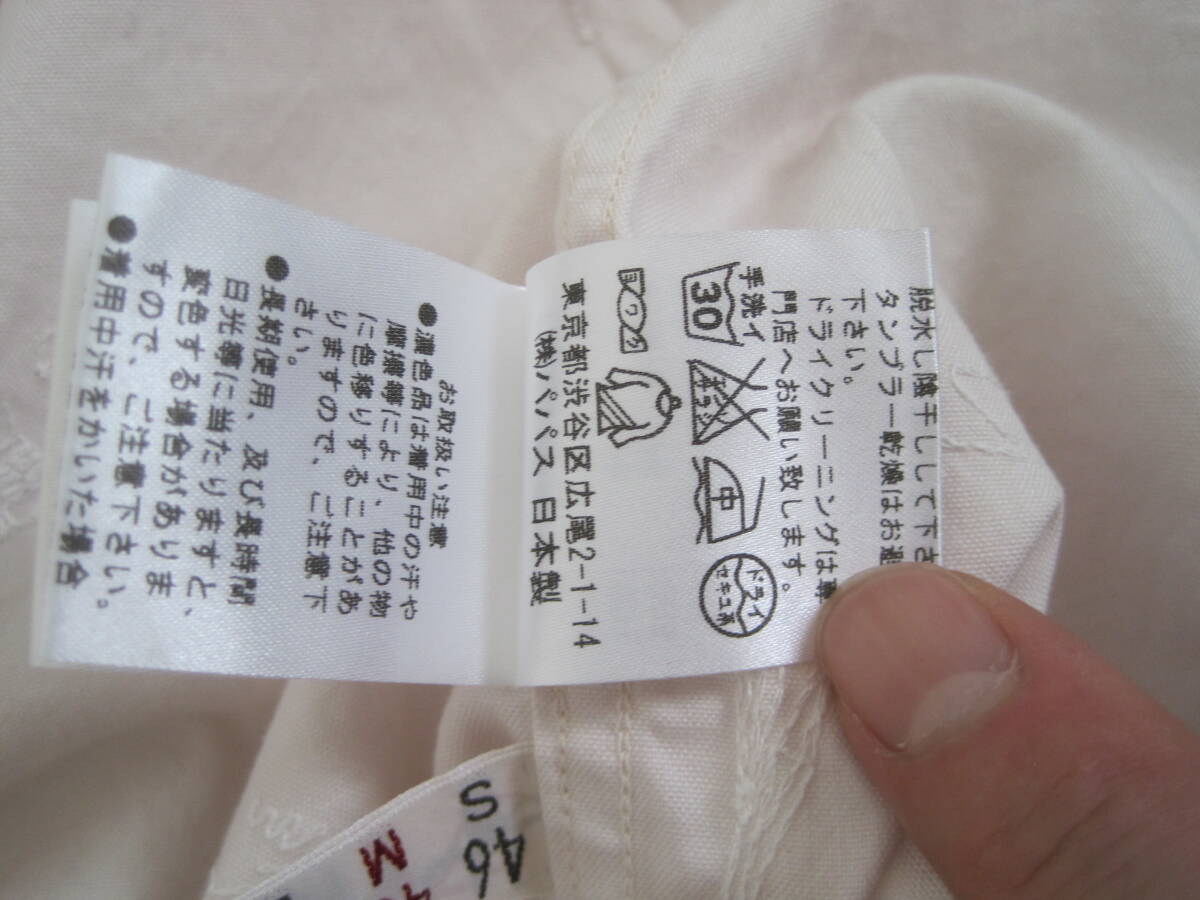 脱水し陰干しして下さ
タンブラー乾燥はお避
下さい。
ドライクリーニングは専
門店へお願い致します。
手洗イ
30
エンソ
サラシ
中
ドライ
セキユ系
東京都渋谷区広尾2-1-14
(株)パパス 日本製
お取扱い注意
●濃色品は着用中の汗や
摩擦等により、他の物
に色移りすることがあ
りますので、ご注意下
さい。
●長期使用、及び長時間
日光等に当たりますと、
変色する場合がありま
すので、ご注意下さい。
●着用中汗をかいた場合
S
46
M